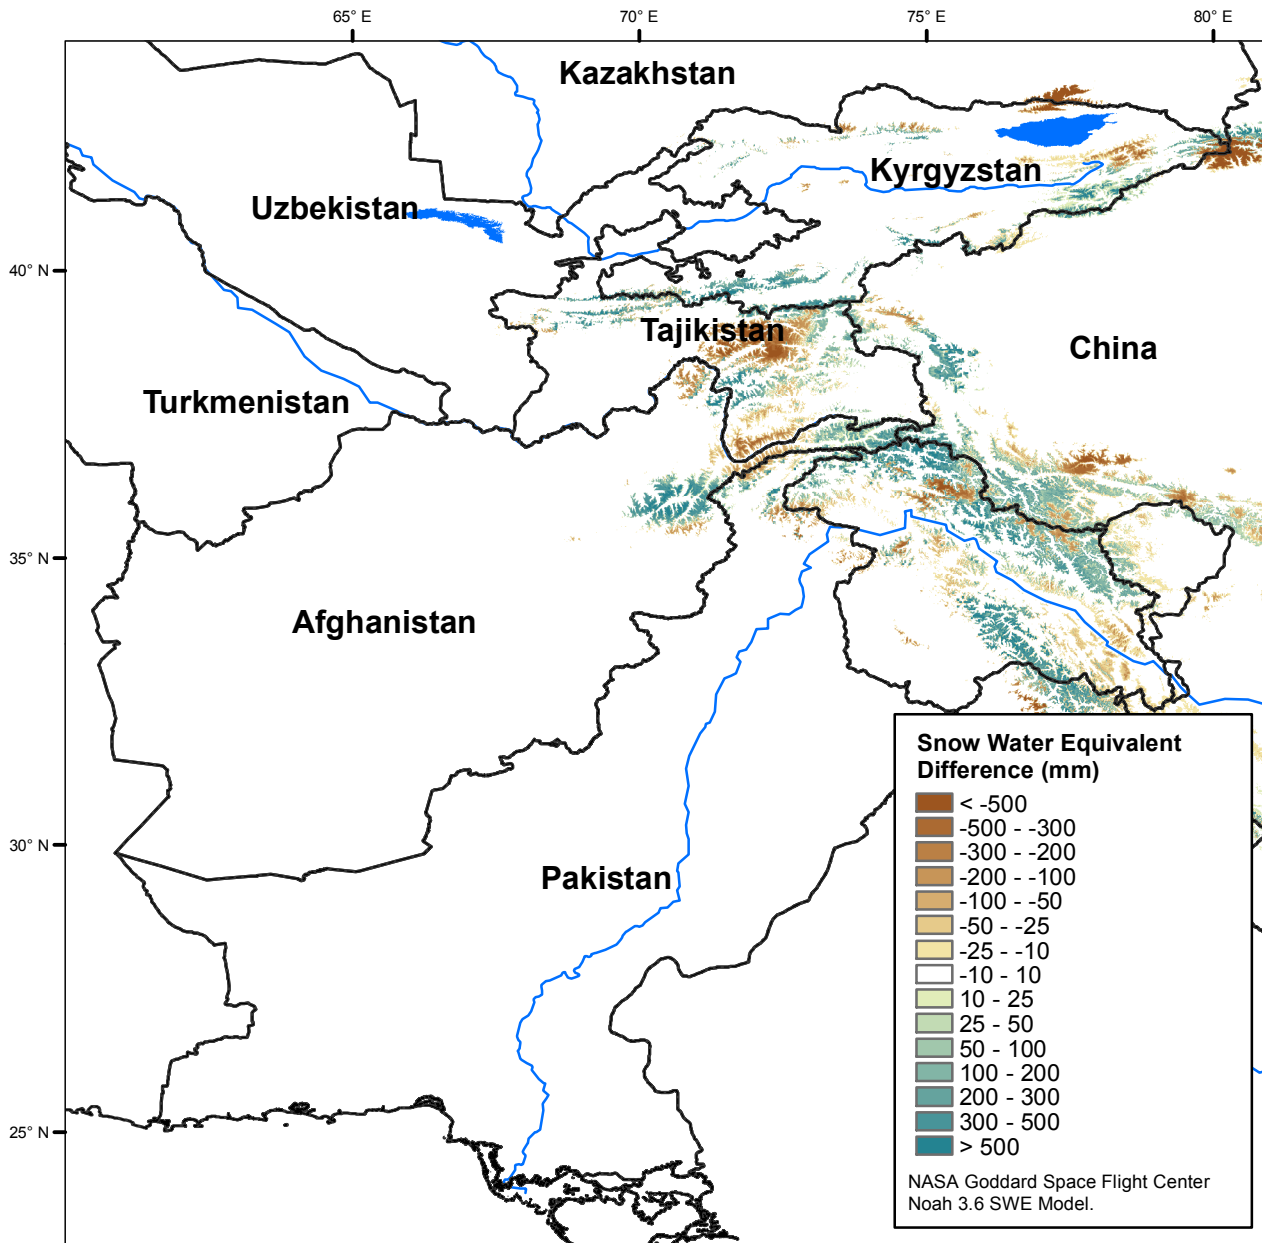 65° E
70° E
75° E
80° E
Kazakhstan
Kyrgyzstan
Uzbekistan
40° N
Tajikistan
China
Turkmenistan
35° N
Afghanistan
30° N
Pakistan
25° N
Snow Water Equivalent
Difference (mm)
< -500
-500 - -300
-300 - -200
-200 - -100
-100 - -50
-50 - -25
-25 - -10
-10 - 10
10 - 25
25 - 50
50 - 100
100 - 200
200 - 300
300 - 500
> 500
NASA Goddard Space Flight Center
Noah 3.6 SWE Model.